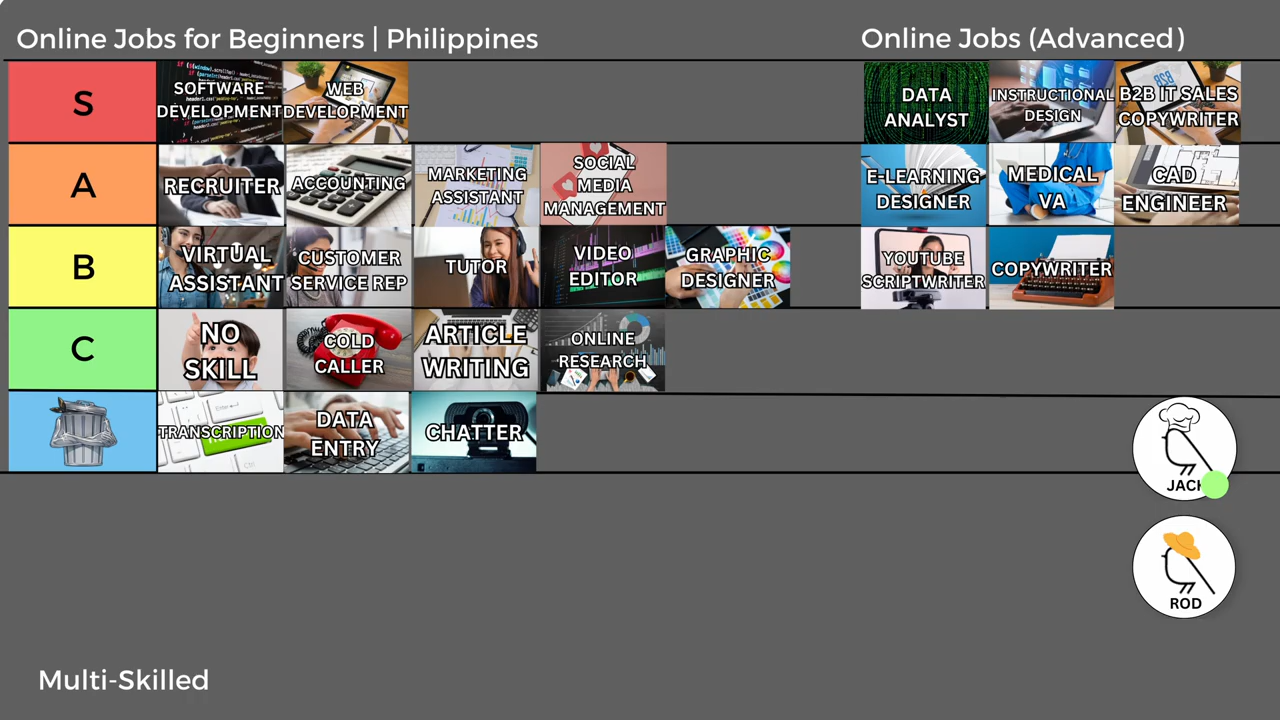 Online Jobs for Beginners | Philippines
Online Jobs (Advanced)
S
SOFTWARE
DEVELOPMENT
WEB
DEVELOPMENT
DATA
ANALYST
INSTRUCTIONAL
DESIGN
B2B IT SALES
COPYWRITER
A
RECRUITER
ACCOUNTING
MARKETING
ASSISTANT
SOCIAL
MEDIA
MANAGEMENT
E-LEARNING
DESIGNER
MEDICAL
VA
CAD
ENGINEER
B
VIRTUAL
ASSISTANT
CUSTOMER
SERVICE REP
TUTOR
VIDEO
EDITOR
GRAPHIC
DESIGNER
YOUTUBE
SCRIPTWRITER
COPYWRITER
C
NO
SKILL
COLD
CALLER
ARTICLE
WRITING
ONLINE
RESEARCH
TRANSCRIPTION
DATA
ENTRY
CHATTER
JACK
ROD
Multi-Skilled